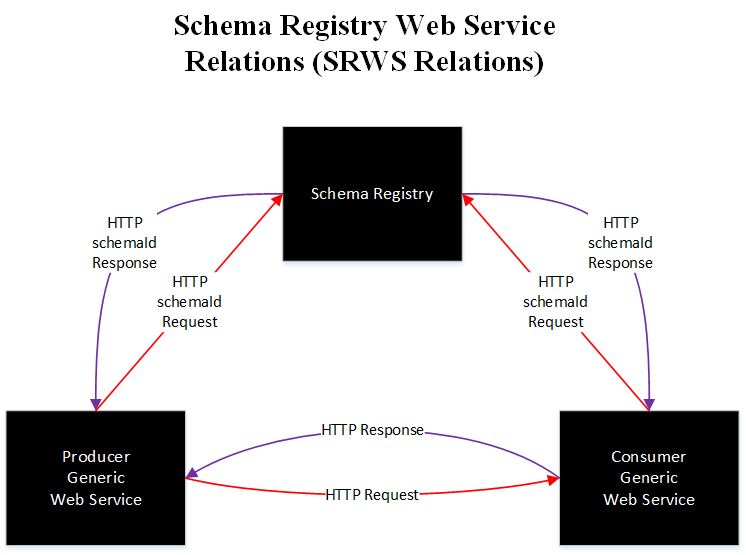 Schema Registry Web Service
Relations (SRWS Relations)
Schema Registry
HTTP
schemaId
Response
HTTP
schemaId
Request
HTTP
schemaId
Response
HTTP
schemaId
Request
HTTP Response
HTTP Request
Producer
Generic
Web Service
Consumer
Generic
Web Service